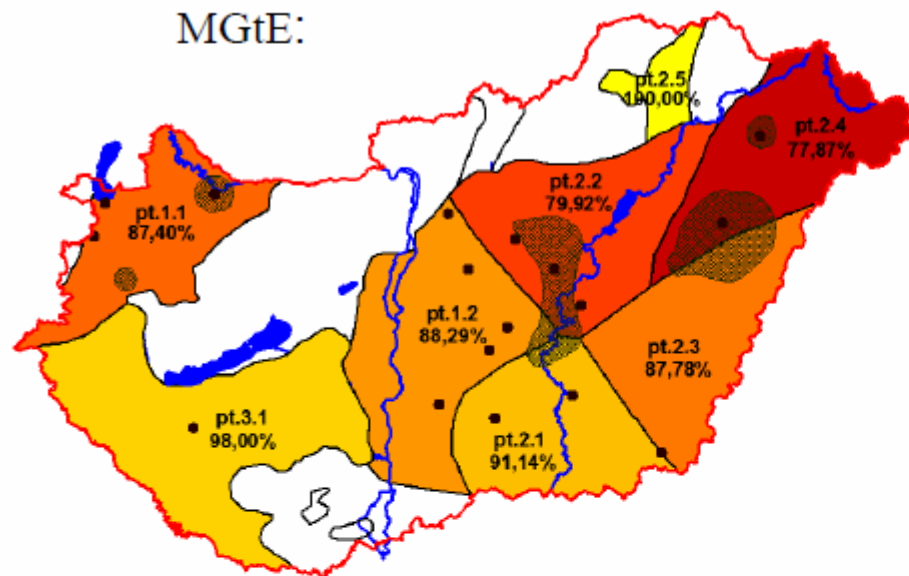 MGtE:
pt.2.5
100,00%
pt.2.4
77,87%
pt.2.2
79,92%
pt.1.1
87,40%
pt.1.2
88,29%
pt.2.3
87,78%
pt.3.1
98,00%
pt.2.1
91,14%